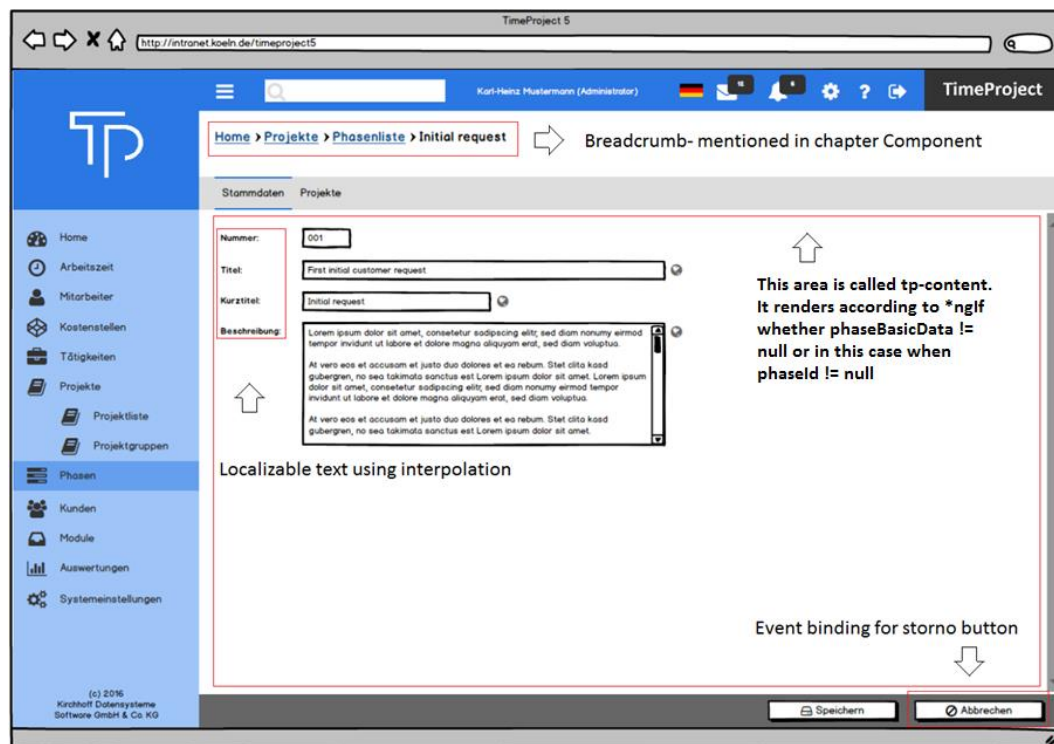 TimeProject 5
http://intranet.koeln.de/timeproject5
TP
Karl-Heinz Mustermann (Administrator)
TimeProject
Home > Projekte > Phasenliste > Initial request
Breadcrumb- mentioned in chapter Component
Stammdaten Projekte
Home
Arbeitszeit
Mitarbeiter
Kostenstellen
Tätigkeiten
Projekte
Projektliste
Projektgruppen
Phasen
Kunden
Module
Auswertungen
Systemeinstellungen
(c) 2016
Kirchhoff Datensysteme
Software GmbH & Co KG
Nummer: 001
Titel: First initial customer request
Kurztitel: Initial request
Beschreibung: Lorem ipsum dolor sit amet, consetetur sadipscing elitr, sed diam nonumy eirmod
tempor invidunt ut labore et dolore magna aliquyam erat, sed diam voluptua.
At vero eos et accusam et justo duo dolores et ea rebum. Stet clita kasd
gubergren, no sea takimata sanctus est Lorem ipsum dolor sit amet. Lorem ipsum
dolor sit amet, consetetur sadipscing elitr, sed diam nonumy eirmod tempor
invidunt ut labore et dolore magna aliquyam erat, sed diam voluptua.
At vero eos et accusam et justo duo dolores et ea rebum. Stet clita kasd
gubergren, no sea takimata sanctus est Lorem ipsum dolor sit amet.
Localizable text using interpolation
This area is called tp-content.
It renders according to *ngIf
whether phaseBasicData !=
null or in this case when
phaseId != null
Event binding for storno button
Speichern
Abbrechen